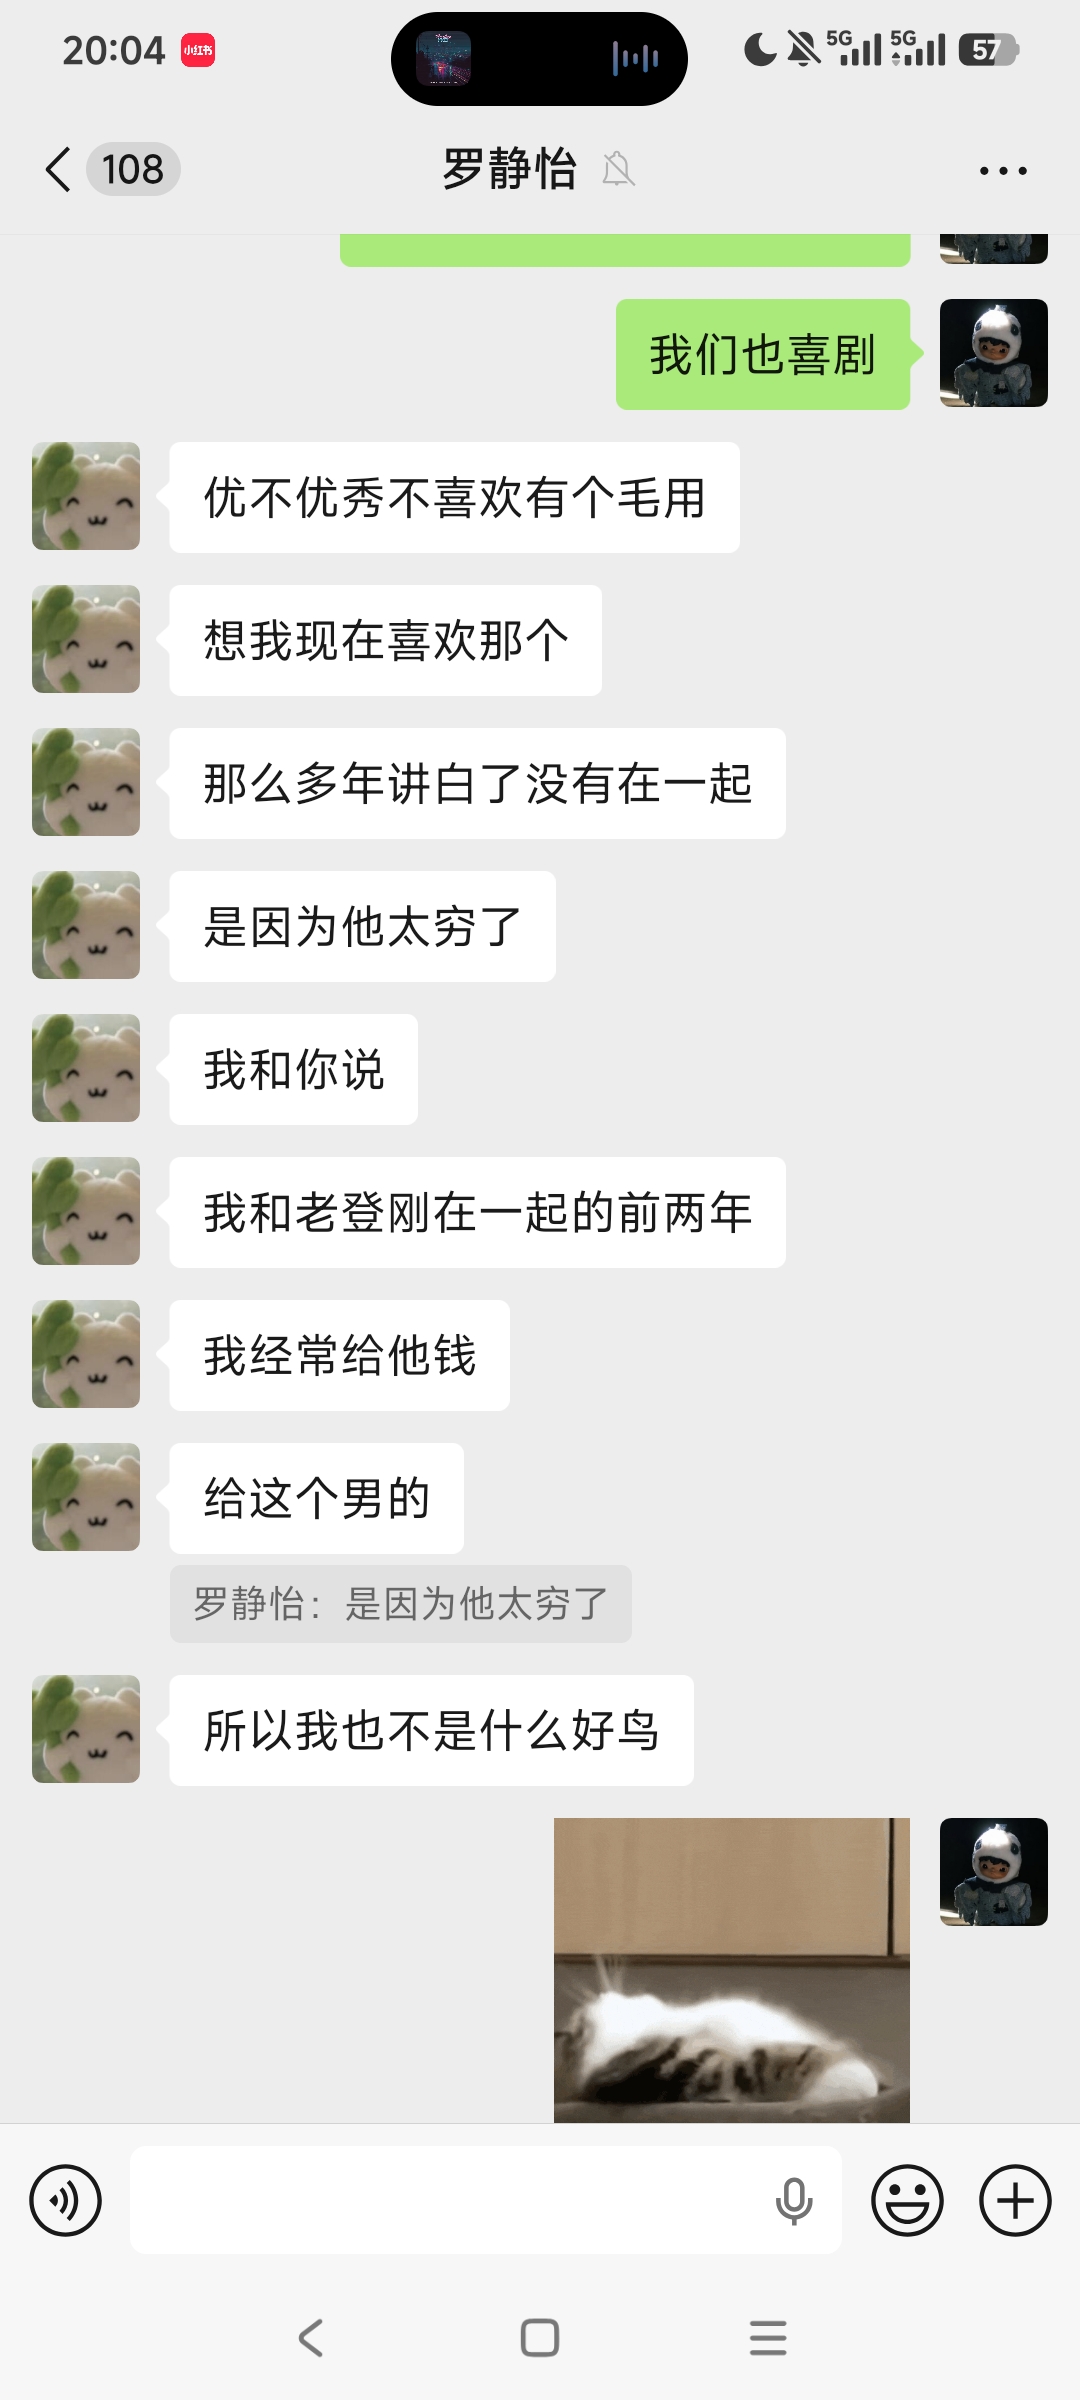 20:04
小红书
5G
5G
57
108
罗静怡
我们也喜剧
优不优秀不喜欢有个毛用
想我现在喜欢那个
那么多年讲白了没有在一起
是因为他太穷了
我和你说
我和老登刚在一起的前两年
我经常给他钱
给这个男的
罗静怡：是因为他太穷了
所以我也不是什么好鸟